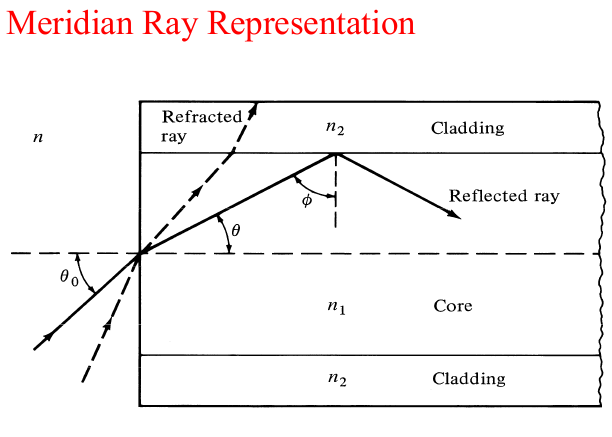 Meridian Ray Representation
Refracted
ray
n
n₂
Cladding
Reflected ray
ϕ
θ
θ₀
n₁
Core
n₂
Cladding